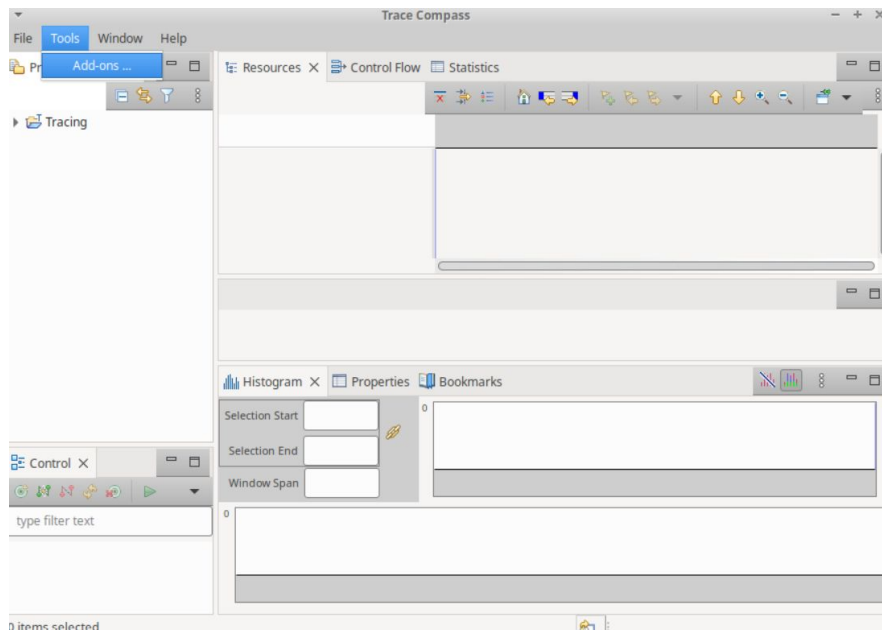 Trace Compass
File Tools Window Help
Add-ons ...
Pr
Resources Control Flow Statistics
Tracing
Histogram Properties Bookmarks
Selection Start
0
Selection End
Window Span
Control
type filter text
0
0 items selected